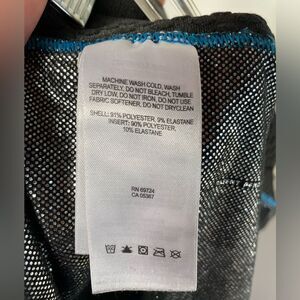 MACHINE WASH COLD, WASH
SEPARATELY, DO NOT BLEACH, TUMBLE
DRY LOW, DO NOT IRON, DO NOT USE
FABRIC SOFTENER, DO NOT DRYCLEAN
SHELL: 91% POLYESTER, 9% ELASTANE
INSERT: 90% POLYESTER,
10% ELASTANE
RN 69724
CA 05367